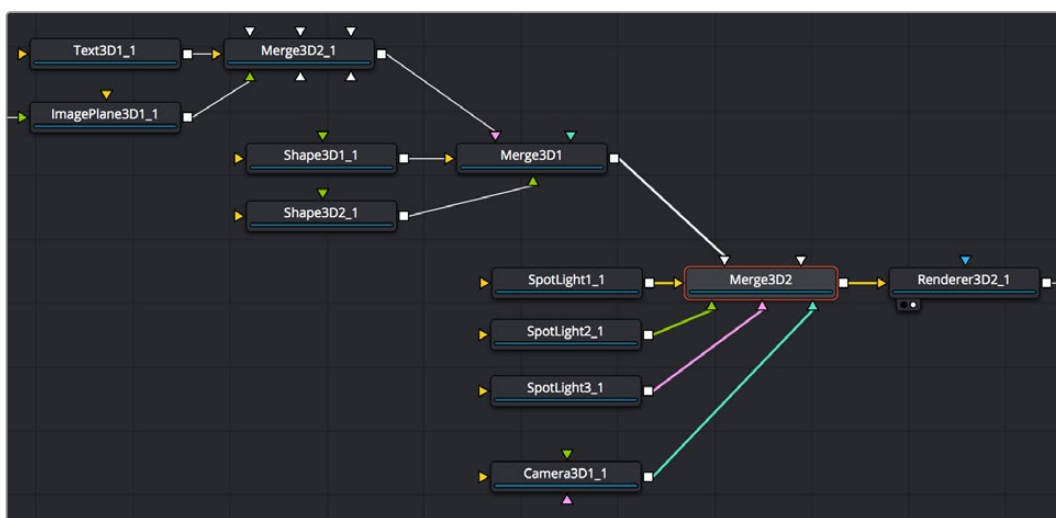 Text3D1_1
Merge3D2_1
ImagePlane3D1_1
Shape3D1_1
Merge3D1
Shape3D2_1
SpotLight1_1
Merge3D2
Renderer3D2_1
SpotLight2_1
SpotLight3_1
Camera3D1_1